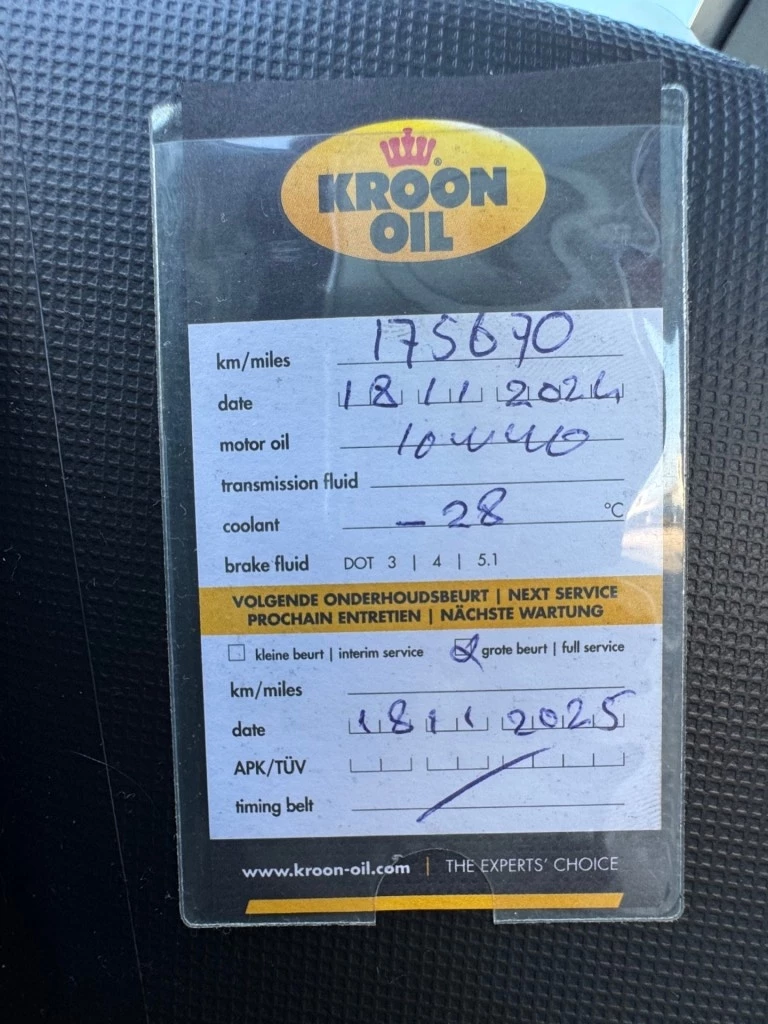 KROON
OIL
km/miles 175670
date 18 11 2024
motor oil 10W40
transmission fluid
coolant -28 °C
brake fluid DOT 3 | 4 | 5.1
VOLGENDE ONDERHOUDSBEURT | NEXT SERVICE
PROCHAIN ENTRETIEN | NÄCHSTE WARTUNG
kleine beurt | interim service grote beurt | full service
km/miles
date 18 11 2025
APK/TÜV
timing belt
www.kroon-oil.com | THE EXPERTS' CHOICE